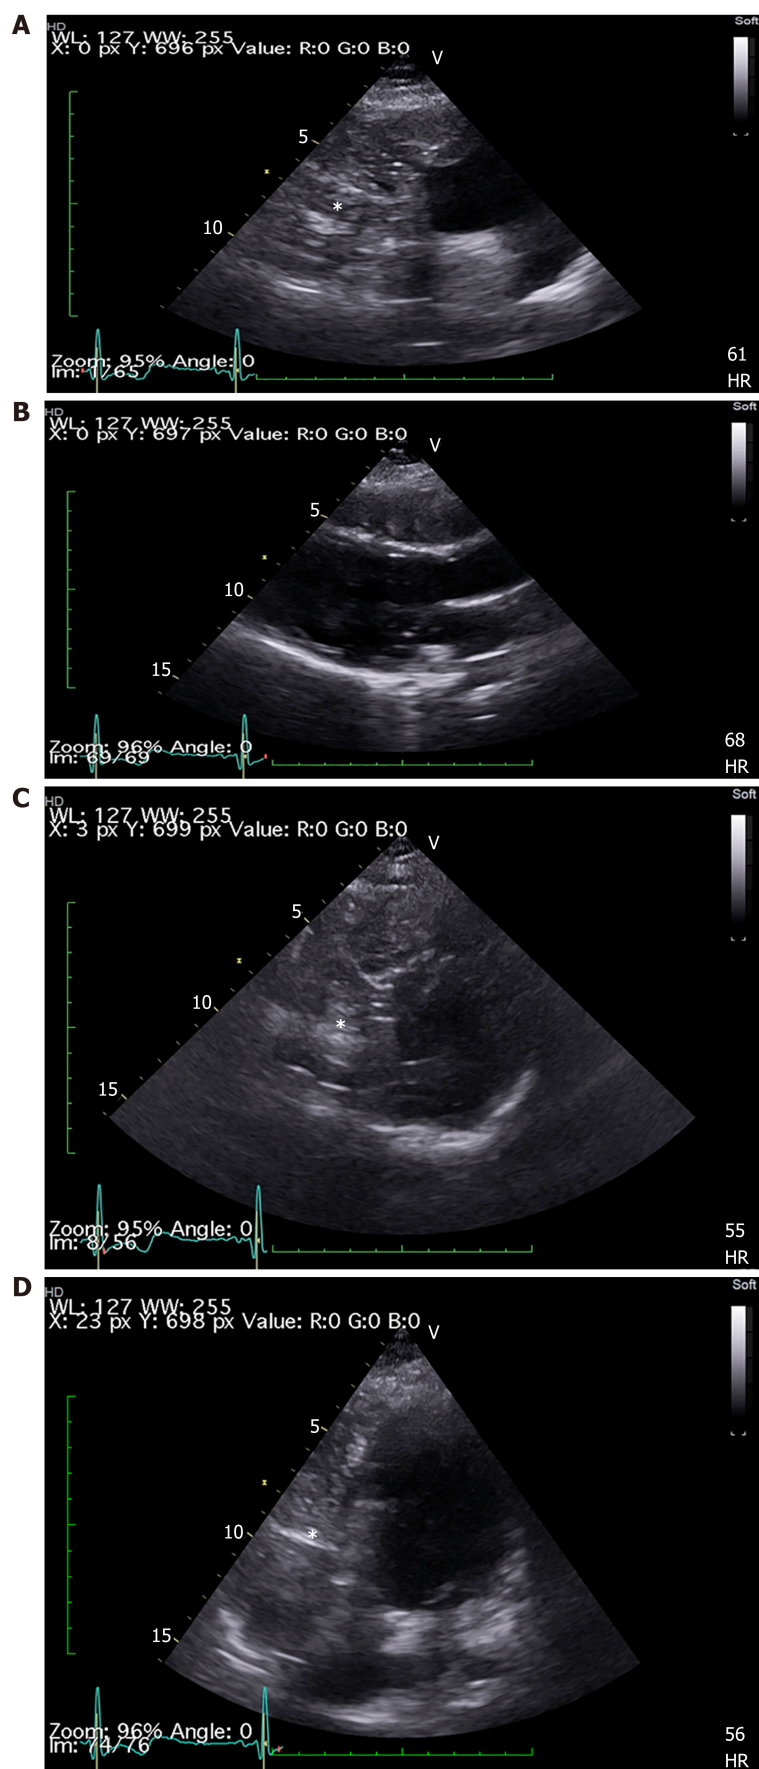 A
HD
WL: 127 WW: 255
X: 0 px Y: 696 px Value: R:0 G:0 B:0
V
Soft
5
*
10
Zoom: 95% Angle: 0
Im: 1/65
61
HR
B
HD
WL: 127 WW: 255
X: 0 px Y: 697 px Value: R:0 G:0 B:0
V
Soft
5
10
15
Zoom: 96% Angle: 0
Im: 69/69
68
HR
C
HD
WL: 127 WW: 255
X: 3 px Y: 699 px Value: R:0 G:0 B:0
V
Soft
5
10
*
15
Zoom: 95% Angle: 0
Im: 8/56
55
HR
D
HD
WL: 127 WW: 255
X: 23 px Y: 698 px Value: R:0 G:0 B:0
V
Soft
5
10
*
15
Zoom: 96% Angle: 0
Im: 74/76
56
HR